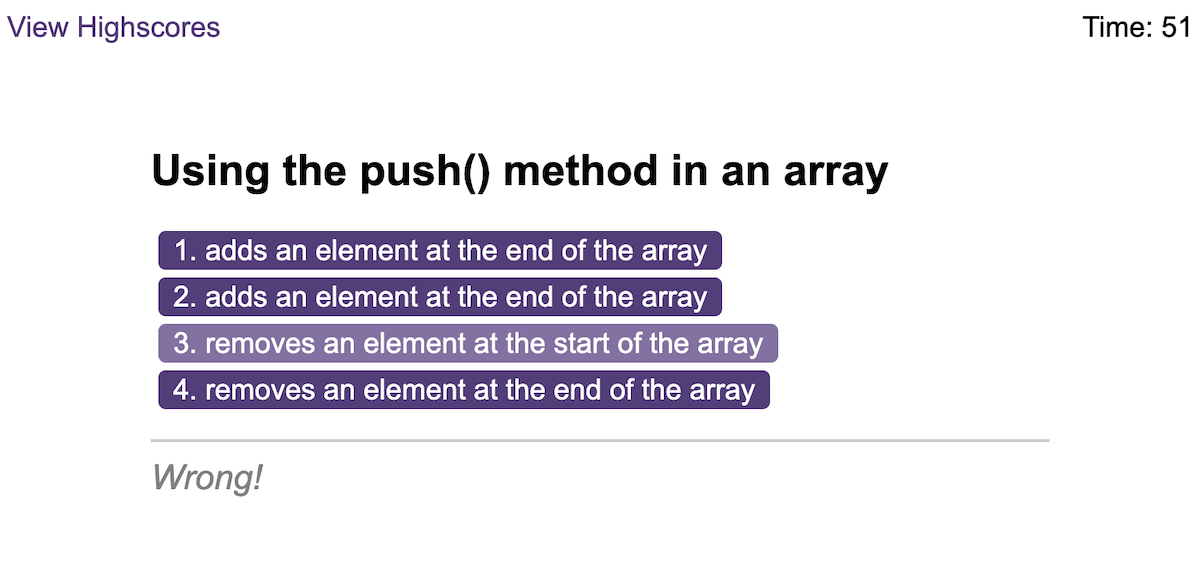 View Highscores
Time: 51
Using the push() method in an array
1. adds an element at the end of the array
2. adds an element at the end of the array
3. removes an element at the start of the array
4. removes an element at the end of the array
Wrong!